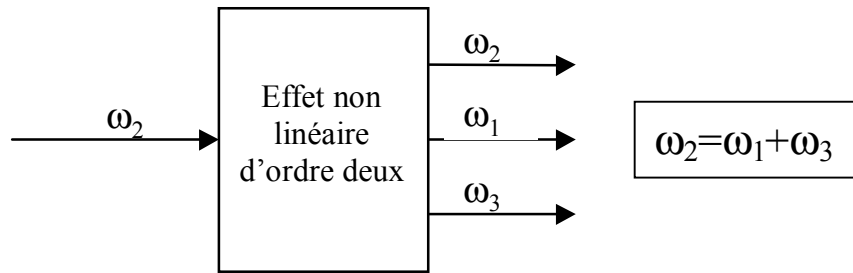 ω₂
Effet non
linéaire
d'ordre deux
ω₂
ω₁
ω₃
ω₂=ω₁+ω₃